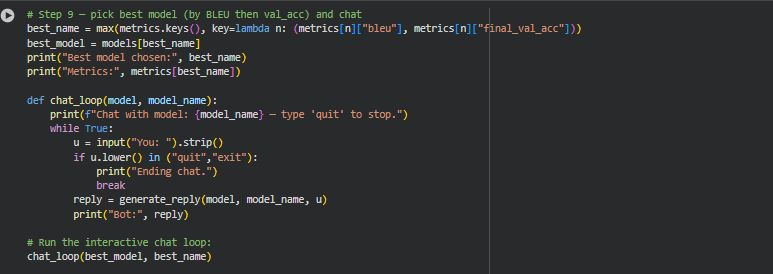 # Step 9 — pick best model (by BLEU then val_acc) and chat
best_name = max(metrics.keys(), key=lambda n: (metrics[n]["bleu"], metrics[n]["final_val_acc"]))
best_model = models[best_name]
print("Best model chosen:", best_name)
print("Metrics:", metrics[best_name])

def chat_loop(model, model_name):
    print(f"Chat with model: {model_name} — type 'quit' to stop.")
    while True:
        u = input("You: ").strip()
        if u.lower() in ("quit","exit"):
            print("Ending chat.")
            break
        reply = generate_reply(model, model_name, u)
        print("Bot:", reply)

# Run the interactive chat loop:
chat_loop(best_model, best_name)